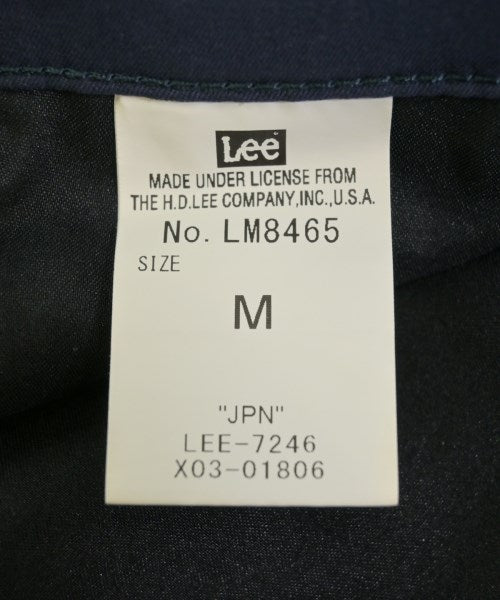 Lee
MADE UNDER LICENSE FROM
THE H.D.LEE COMPANY,INC.,U.S.A.
No. LM8465
SIZE
M
"JPN"
LEE-7246
X03-01806